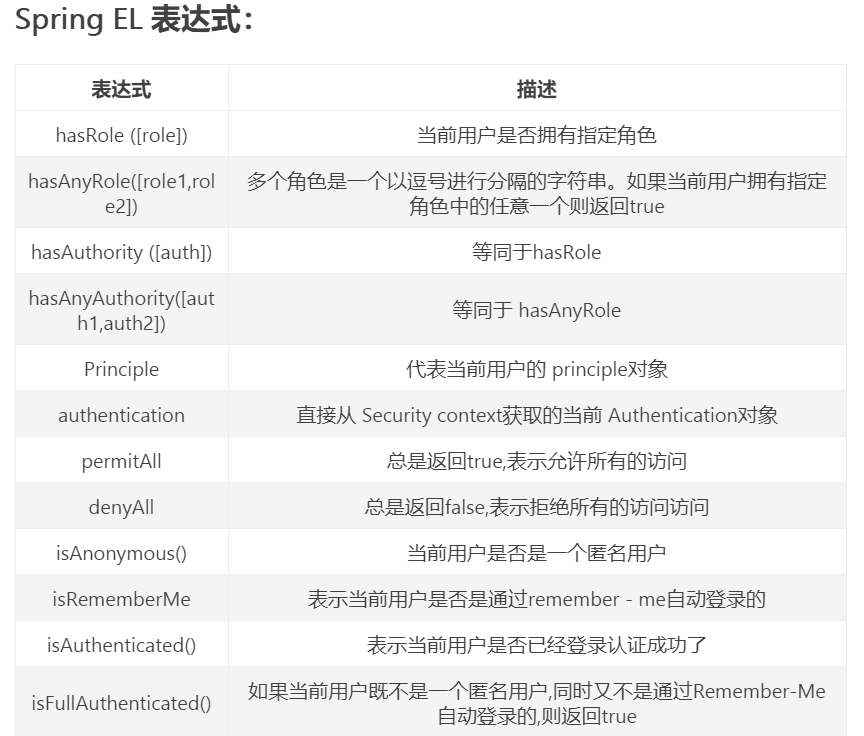 Spring EL 表达式：
表达式 描述
hasRole ([role]) 当前用户是否拥有指定角色
hasAnyRole([role1,rol
e2])
多个角色是一个以逗号进行分隔的字符串。如果当前用户拥有指定
角色中的任意一个则返回true
hasAuthority ([auth]) 等同于hasRole
hasAnyAuthority([aut
h1,auth2])
等同于 hasAnyRole
Principle 代表当前用户的 principle对象
authentication 直接从 Security context获取的当前 Authentication对象
permitAll 总是返回true,表示允许所有的访问
denyAll 总是返回false,表示拒绝所有的访问访问
isAnonymous() 当前用户是否是一个匿名用户
isRememberMe 表示当前用户是否是通过remember - me自动登录的
isAuthenticated() 表示当前用户是否已经登录认证成功了
isFullAuthenticated()
如果当前用户既不是一个匿名用户,同时又不是通过Remember-Me
自动登录的,则返回true